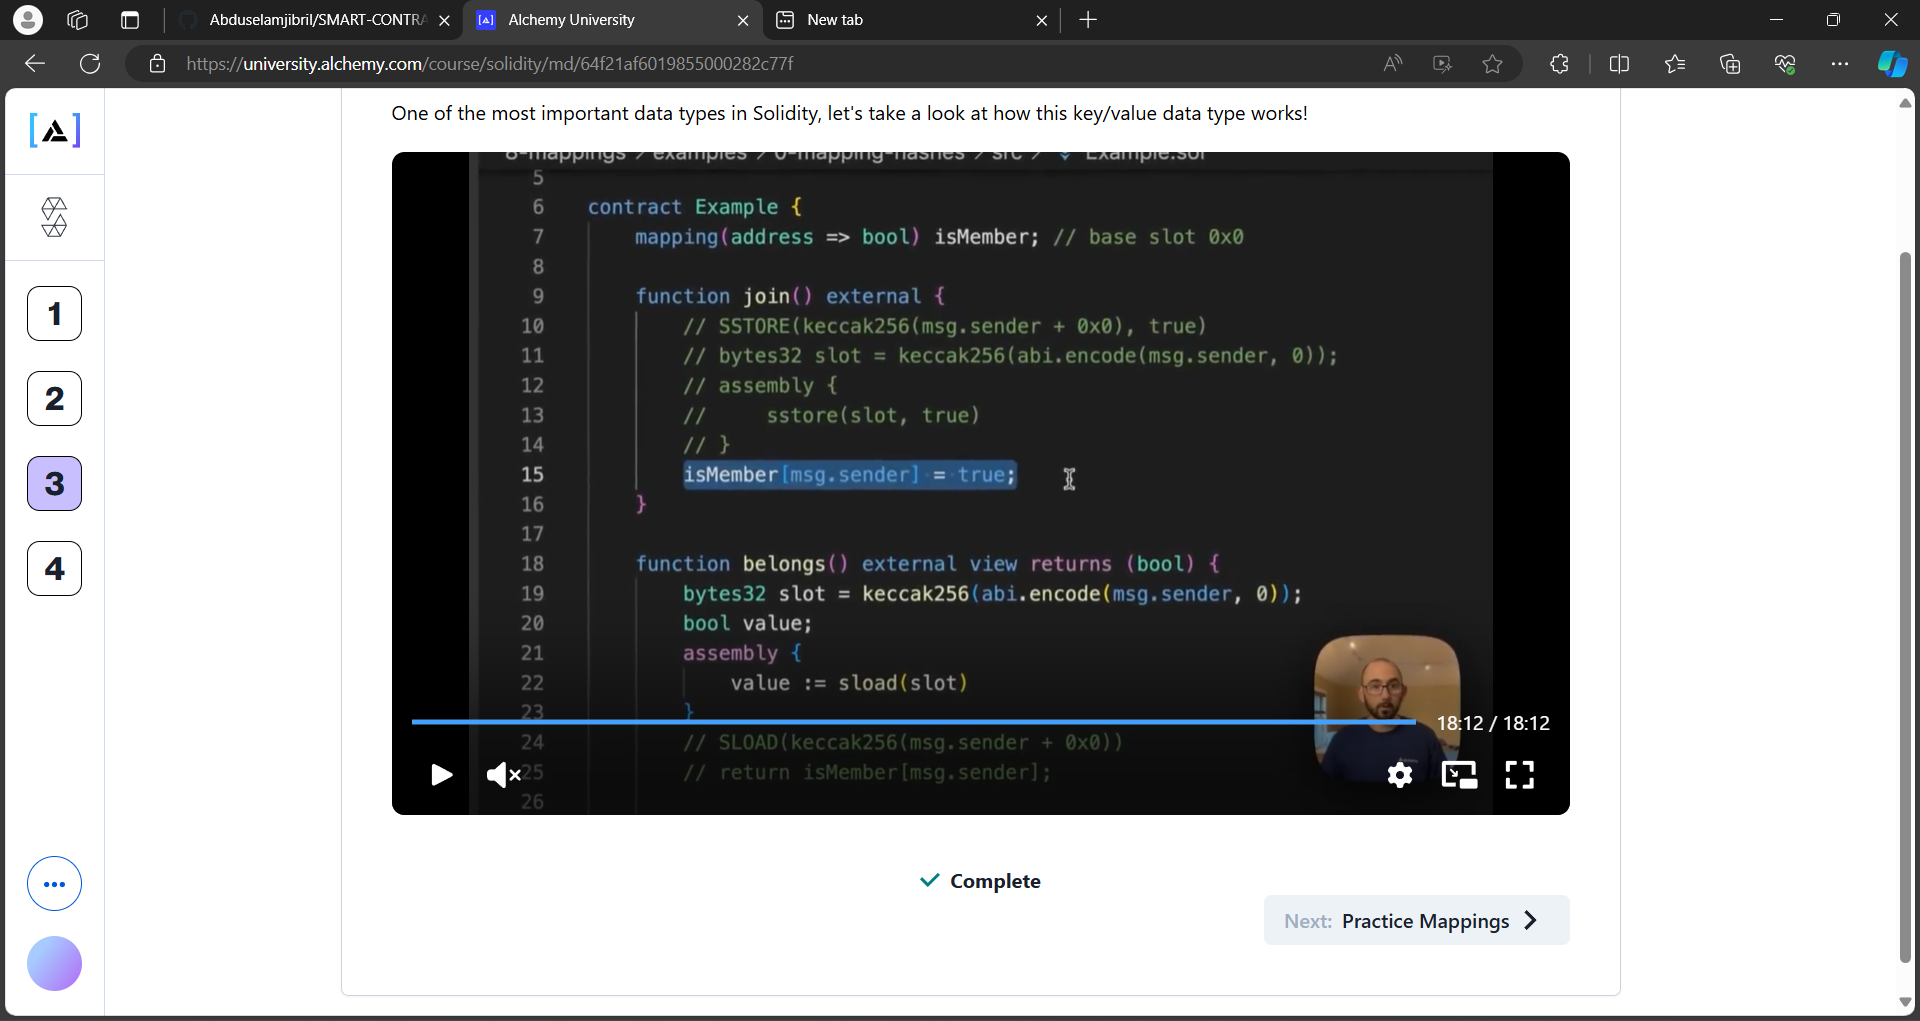 Abduselamjibril/SMART-CONTRA
Alchemy University
New tab
https://university.alchemy.com/course/solidity/md/64f21af6019855000282c77f
One of the most important data types in Solidity, let's take a look at how this key/value data type works!
8-mappings / examples / 0-mapping-hashes / src / Example.sol
5
6 contract Example {
7 mapping(address => bool) isMember; // base slot 0x0
8
9 function join() external {
10 // SSTORE(keccak256(msg.sender + 0x0), true)
11 // bytes32 slot = keccak256(abi.encode(msg.sender, 0));
12 // assembly {
13 // sstore(slot, true)
14 // }
15 isMember[msg.sender] = true;
16 }
17
18 function belongs() external view returns (bool) {
19 bytes32 slot = keccak256(abi.encode(msg.sender, 0));
20 bool value;
21 assembly {
22 value := sload(slot)
23 }
24 // SLOAD(keccak256(msg.sender + 0x0))
25 // return isMember[msg.sender];
26
18:12 / 18:12
1
2
3
4
Complete
Next: Practice Mappings